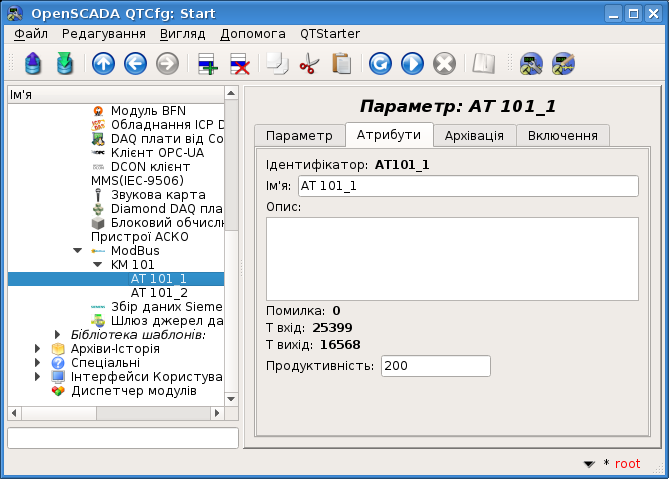 OpenSCADA QTCfg: Start
Файл Редагування Вигляд Допомога QTStarter
Ім'я
Модуль BFN
Обладнання ICP D
DAQ плати від Co
Клієнт OPC-UA
DCON клієнт
MMS(IEC-9506)
Звукова карта
Diamond DAQ пла
Блоковий обчислн
Пристрої АСКО
ModBus
KM 101
AT 101_1
AT 101_2
Збір даних Sieme
Шлюз джерел да
Бібліотека шаблонів:
Архіви-Історія
Спеціальні
Інтерфейси Користува
Диспетчер модулів
Параметр: AT 101_1
Параметр Атрибути Архівація Включення
Ідентифікатор: AT101_1
Ім'я: AT 101_1
Опис:
Помилка: 0
Т вхід: 25399
Т вихід: 16568
Продуктивність: 200
* root